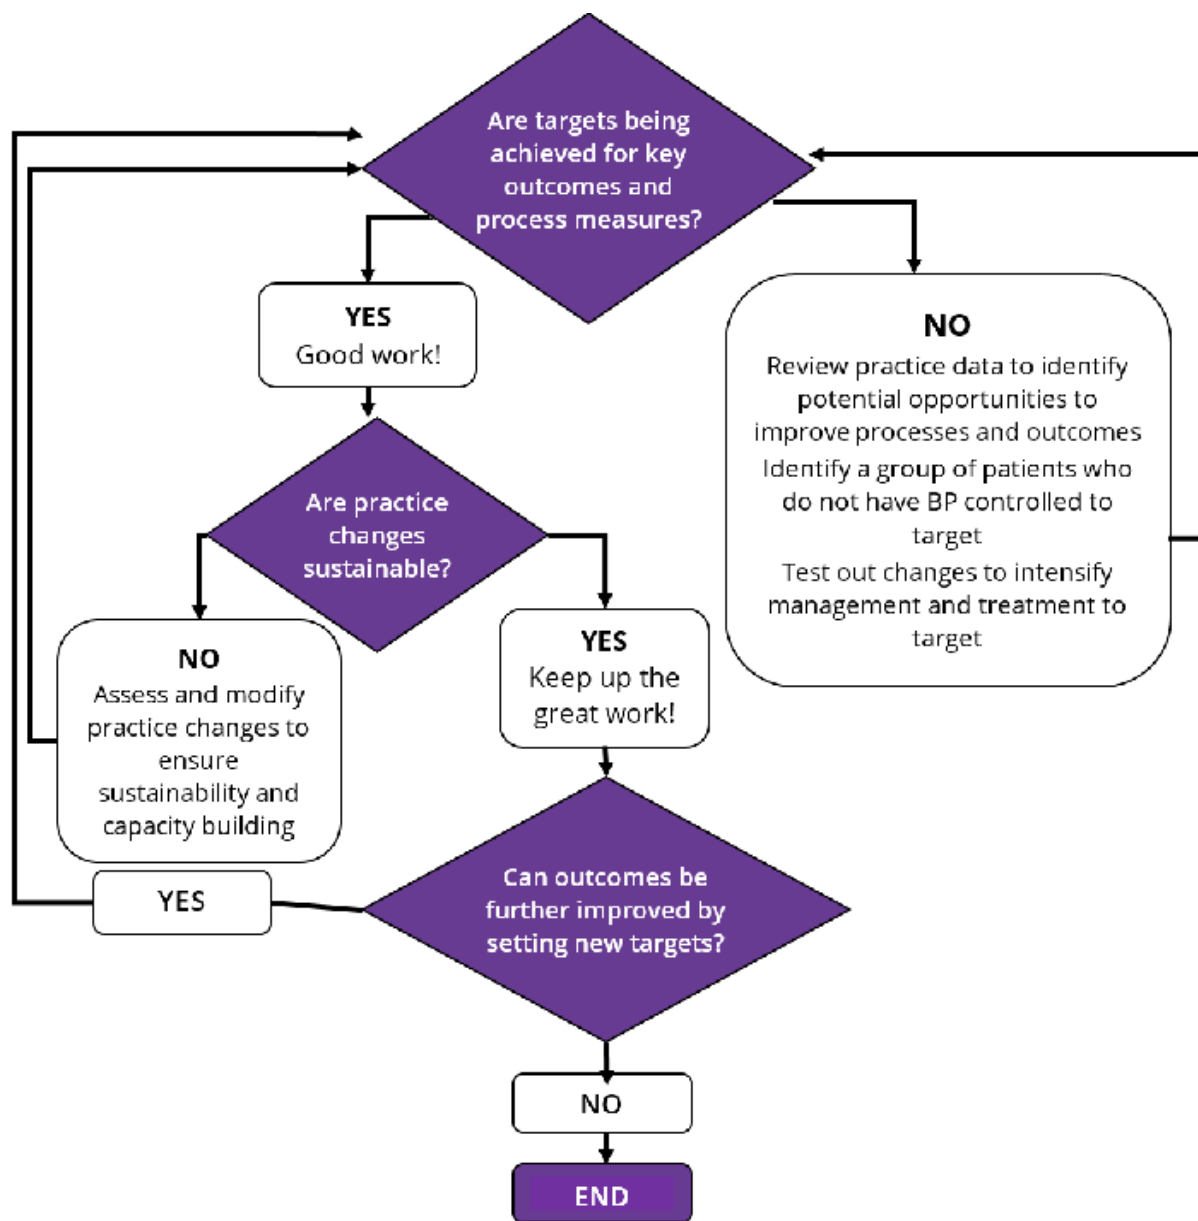 Are targets being
achieved for key
outcomes and
process measures?
YES
Good work!
NO
Review practice data to identify
potential opportunities to
improve processes and outcomes
Identify a group of patients who
do not have BP controlled to
target
Test out changes to intensify
management and treatment to
target
Are practice
changes
sustainable?
NO
Assess and modify
practice changes to
ensure
sustainability and
capacity building
YES
Keep up the
great work!
Can outcomes be
further improved by
setting new targets?
YES
NO
END